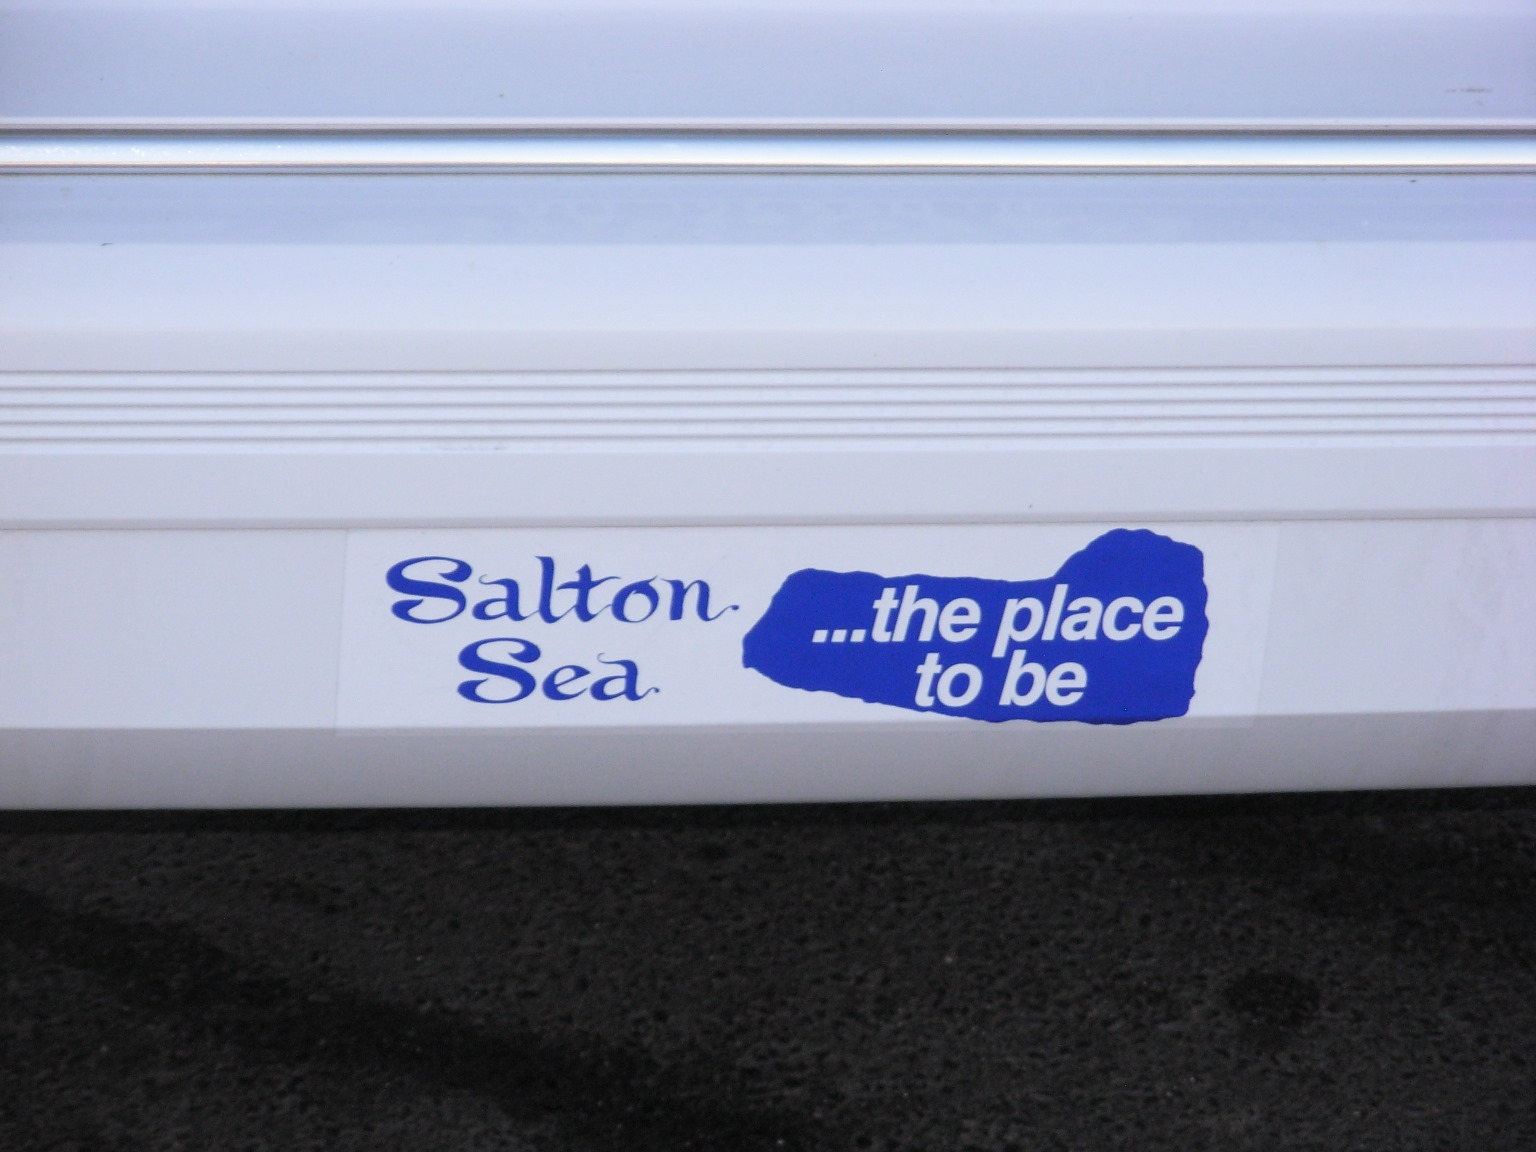 Salton
Sea
...the place
to be